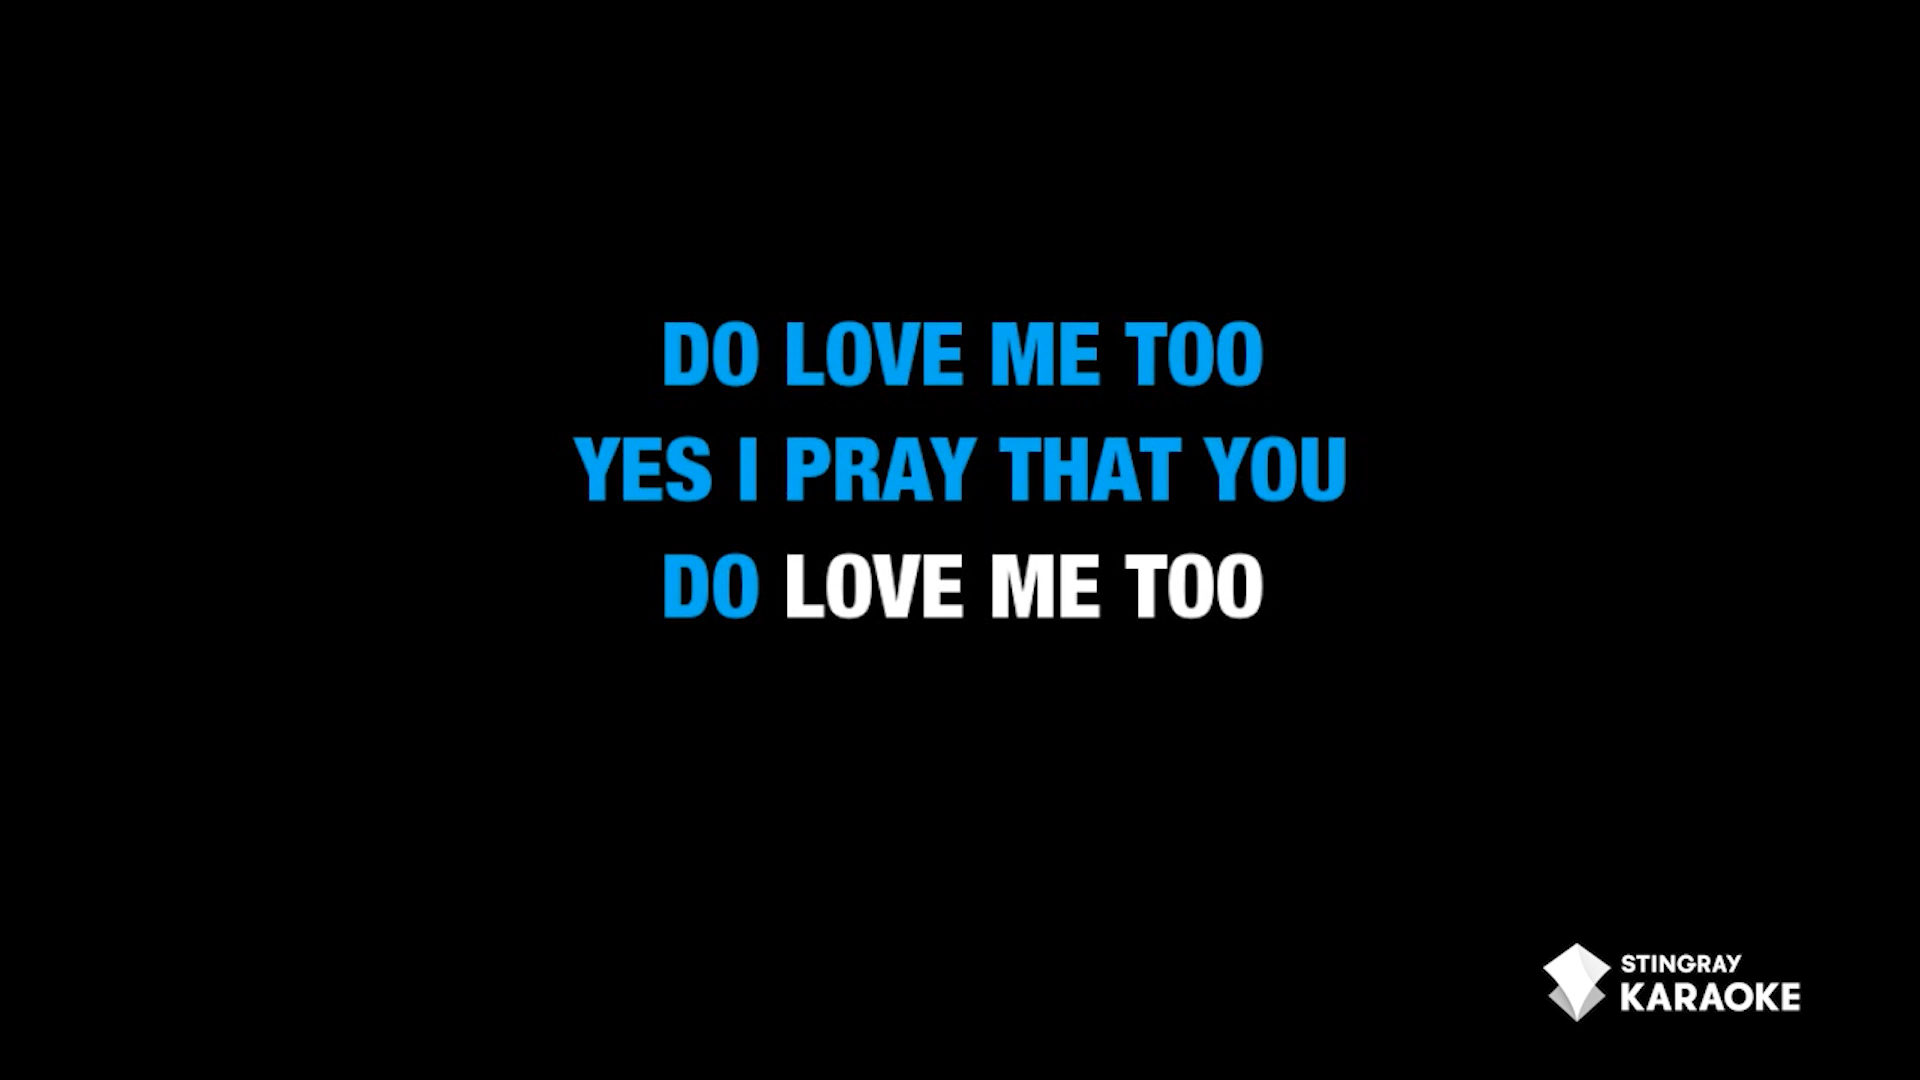 DO LOVE ME TOO
YES I PRAY THAT YOU
DO LOVE ME TOO
STINGRAY
KARAOKE